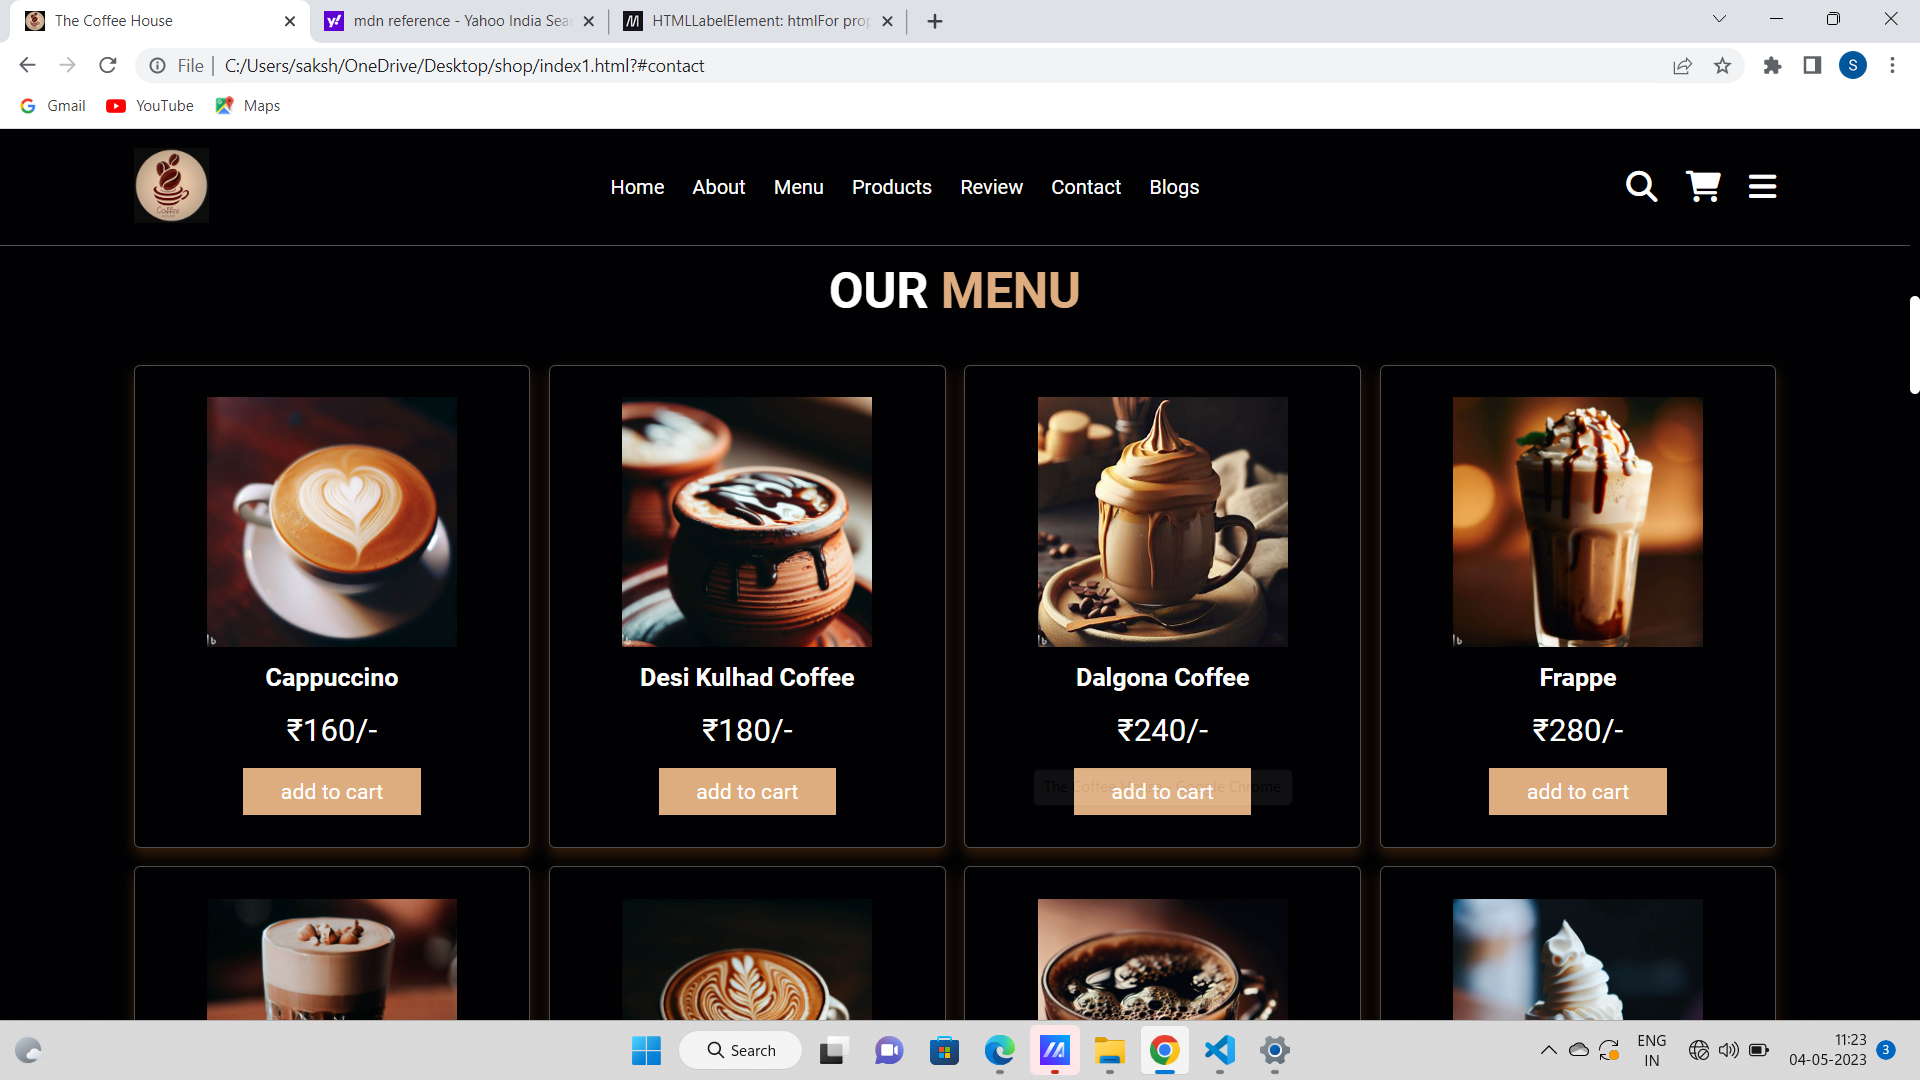 The Coffee House
mdn reference - Yahoo India Sea
HTMLLabelElement: htmlFor prop
File
C:/Users/saksh/OneDrive/Desktop/shop/index1.html?#contact
S
Gmail
YouTube
Maps
Coffee
Home
About
Menu
Products
Review
Contact
Blogs
OUR MENU
Cappuccino
Desi Kulhad Coffee
Dalgona Coffee
Frappe
₹160/-
₹180/-
₹240/-
₹280/-
add to cart
add to cart
add to cart
add to cart
Search
ENG
IN
11:23
04-05-2023
3